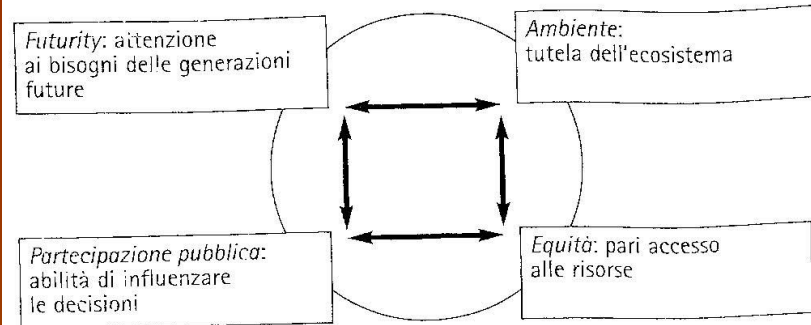 Futurity: attenzione
ai bisogni delle generazioni
future
Ambiente:
tutela dell'ecosistema
Partecipazione pubblica:
abilità di influenzare
le decisioni
Equità: pari accesso
alle risorse